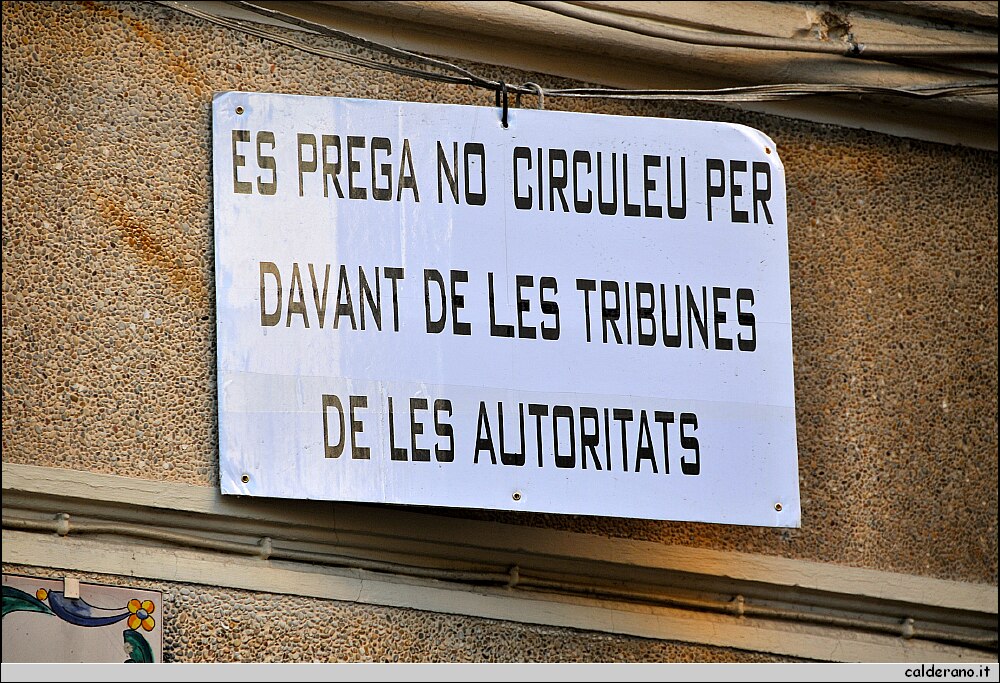 ES PREGA NO CIRCULEU PER
DAVANT DE LES TRIBUNES
DE LES AUTORITATS
calderano.it